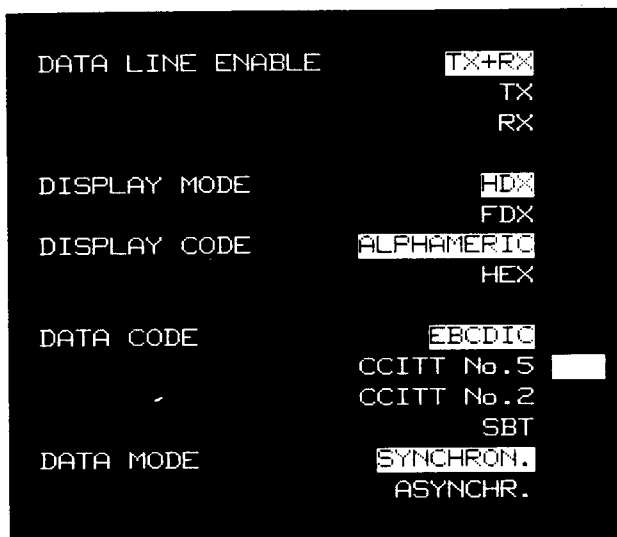 DATA LINE ENABLE TX+RX
TX
RX
DISPLAY MODE HDX
FDX
DISPLAY CODE ALPHAMERIC
HEX
DATA CODE EBCDIC
CCITT No.5
CCITT No.2
SBT
DATA MODE SYNCHRON.
ASYNCHR.